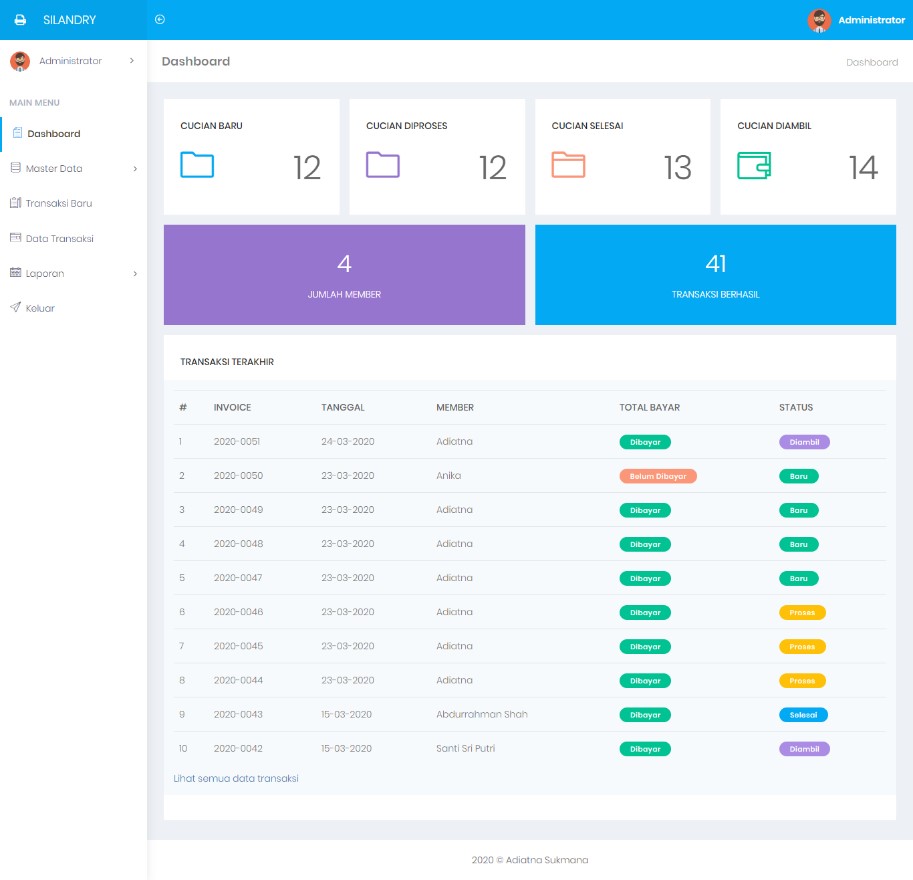 SILANDRY
Administrator
Administrator
Dashboard
Dashboard
MAIN MENU
Dashboard
Master Data
Transaksi Baru
Data Transaksi
Laporan
Keluar
CUCIAN BARU
12
CUCIAN DIPROSES
12
CUCIAN SELESAI
13
CUCIAN DIAMBIL
14
4
JUMLAH MEMBER
41
TRANSAKSI BERHASIL
TRANSAKSI TERAKHIR
# INVOICE TANGGAL MEMBER TOTAL BAYAR STATUS
1 2020-0051 24-03-2020 Adiatna Dibayar Diambil
2 2020-0050 23-03-2020 Anika Belum Dibayar Baru
3 2020-0049 23-03-2020 Adiatna Dibayar Baru
4 2020-0048 23-03-2020 Adiatna Dibayar Baru
5 2020-0047 23-03-2020 Adiatna Dibayar Baru
6 2020-0046 23-03-2020 Adiatna Dibayar Proses
7 2020-0045 23-03-2020 Adiatna Dibayar Proses
8 2020-0044 23-03-2020 Adiatna Dibayar Proses
9 2020-0043 15-03-2020 Abdurrahman Shah Dibayar Selesai
10 2020-0042 15-03-2020 Santi Sri Putri Dibayar Diambil
Lihat semua data transaksi
2020 © Adiatna Sukmana